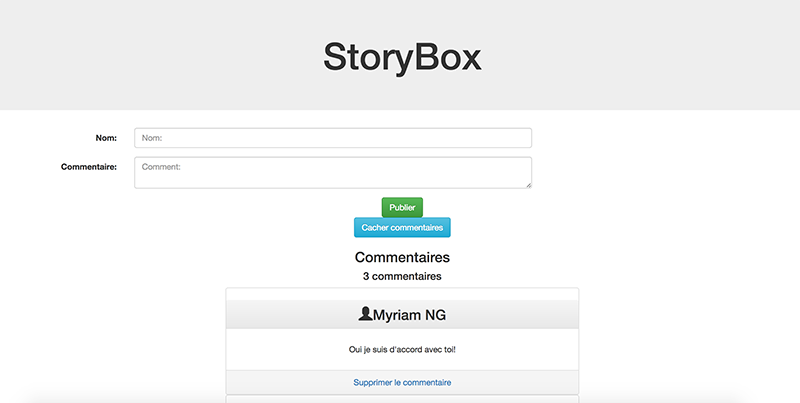 StoryBox
Nom: Nom:
Commentaire: Comment:
Publier
Cacher commentaires
Commentaires
3 commentaires
Myriam NG
Oui je suis d'accord avec toi!
Supprimer le commentaire